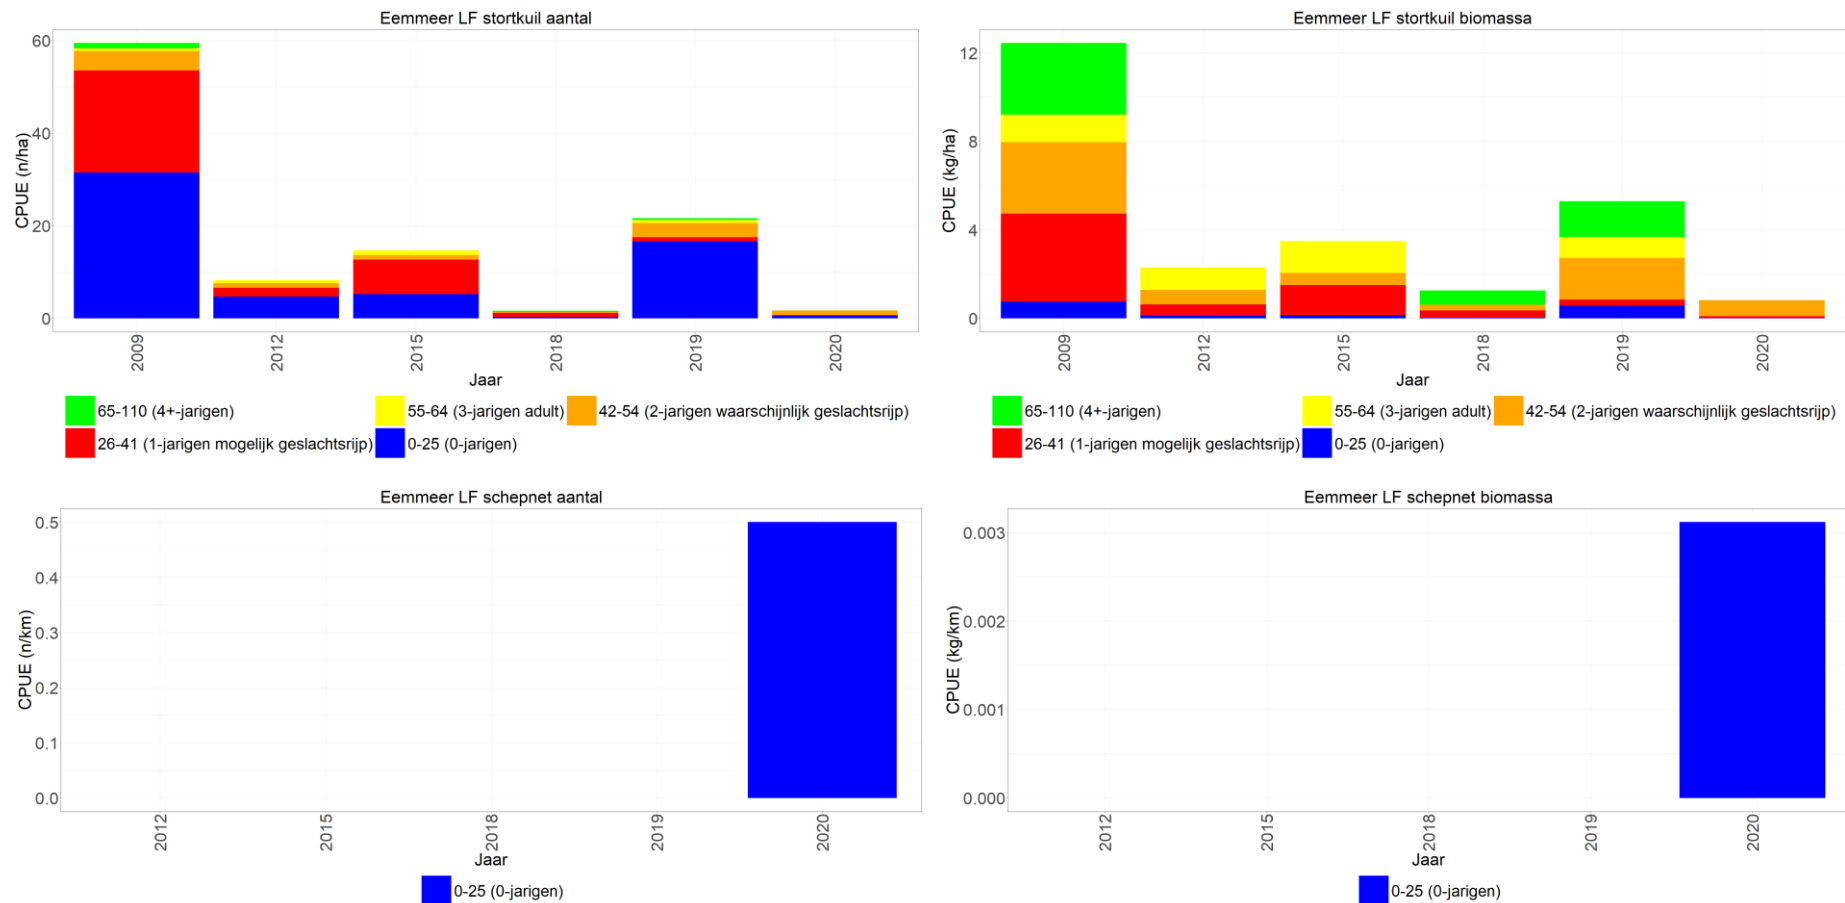 Eemmeer LF stortkuil aantal
CPUE (n/ha)
60
40
20
0
2009
2012
2015
2018
2019
2020
Jaar
65-110 (4+-jarigen)
55-64 (3-jarigen adult)
42-54 (2-jarigen waarschijnlijk geslachtsrijp)
26-41 (1-jarigen mogelijk geslachtsrijp)
0-25 (0-jarigen)
Eemmeer LF stortkuil biomassa
CPUE (kg/ha)
12
8
4
0
2009
2012
2015
2018
2019
2020
Jaar
65-110 (4+-jarigen)
55-64 (3-jarigen adult)
42-54 (2-jarigen waarschijnlijk geslachtsrijp)
26-41 (1-jarigen mogelijk geslachtsrijp)
0-25 (0-jarigen)
Eemmeer LF schepnet aantal
CPUE (n/km)
0.5
0.4
0.3
0.2
0.1
0.0
2012
2015
2018
2019
2020
Jaar
0-25 (0-jarigen)
Eemmeer LF schepnet biomassa
CPUE (kg/km)
0.003
0.002
0.001
0.000
2012
2015
2018
2019
2020
Jaar
0-25 (0-jarigen)